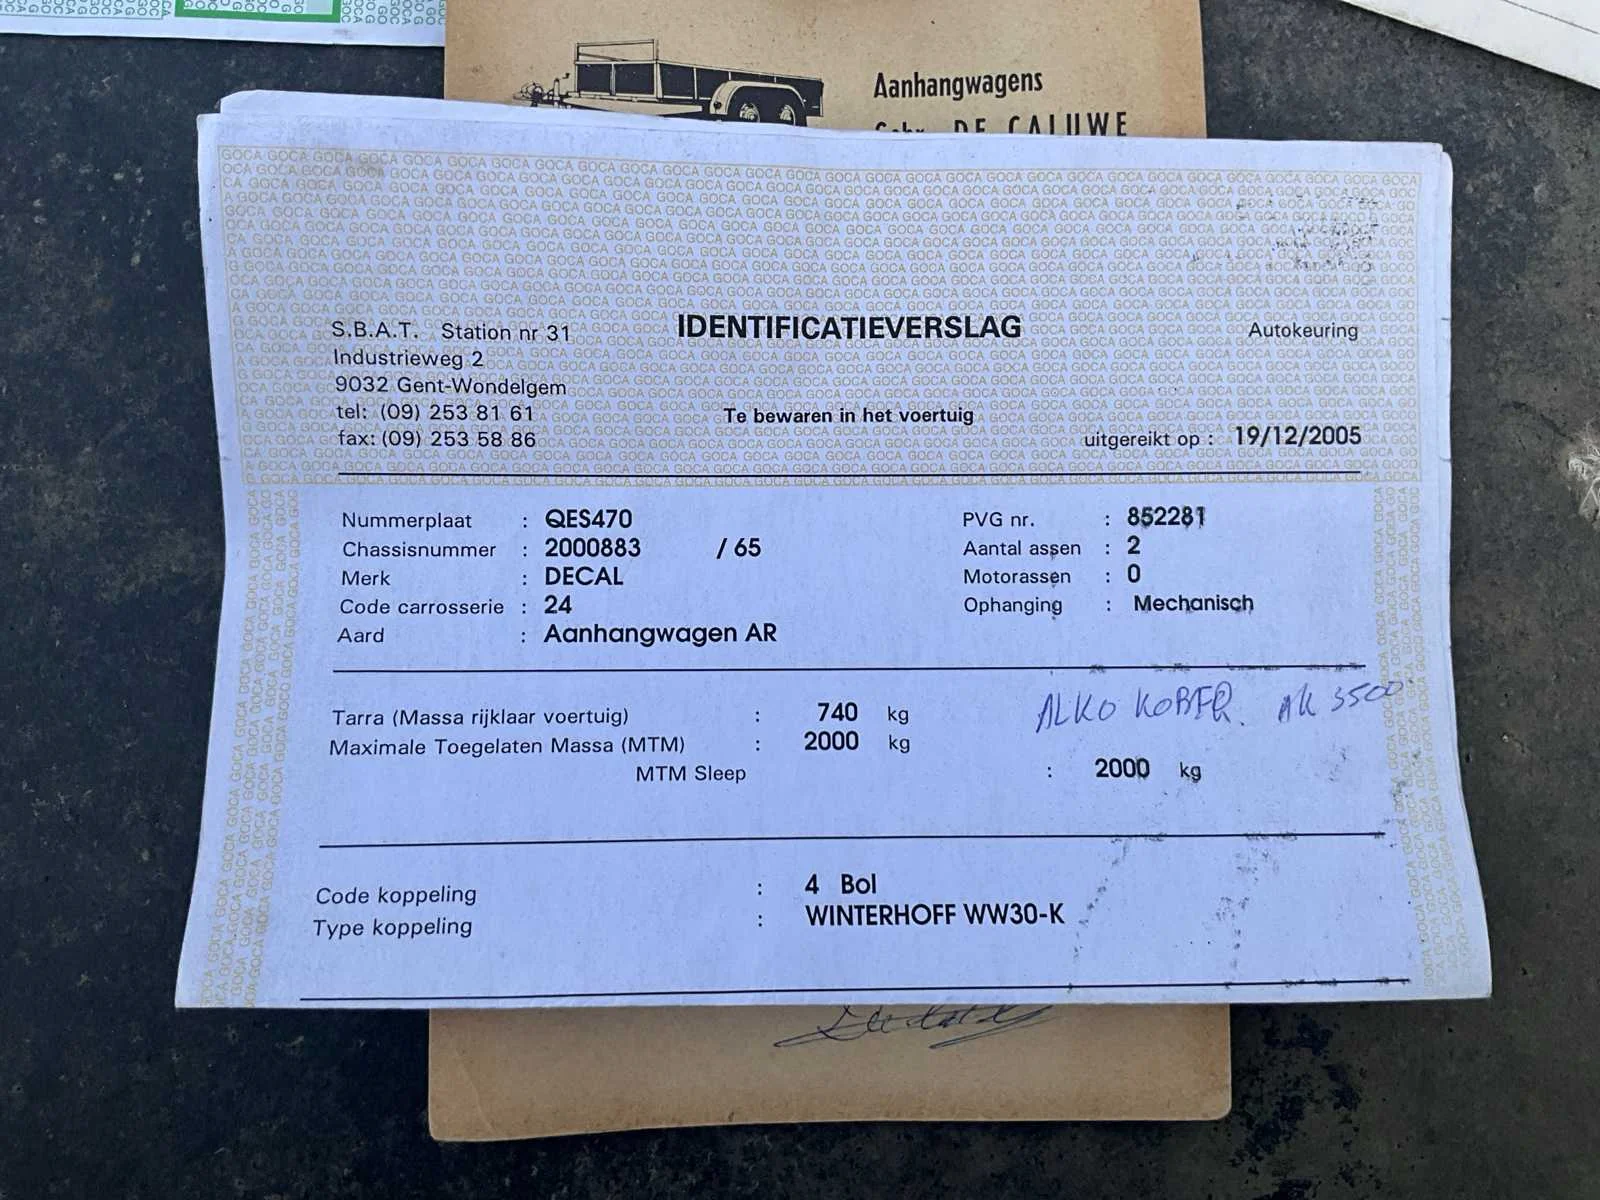 Aanhangwagens
Gebr. DE CALUWE
IDENTIFICATIEVERSLAG
S.B.A.T. Station nr 31
Autokeuring
Industrieweg 2
9032 Gent-Wondelgem
tel: (09) 253 81 61
Te bewaren in het voertuig
fax: (09) 253 58 86
uitgereikt op : 19/12/2005
Nummerplaat : QES470
PVG nr. : 852281
Chassisnummer : 2000883 / 65
Aantal assen : 2
Merk : DECAL
Motorassen : 0
Code carrosserie : 24
Ophanging : Mechanisch
Aard : Aanhangwagen AR
Tarra (Massa rijklaar voertuig) : 740 kg
ALKO KOBER. AK 3500
Maximale Toegelaten Massa (MTM) : 2000 kg
MTM Sleep : 2000 kg
Code koppeling : 4 Bol
Type koppeling : WINTERHOFF WW30-K